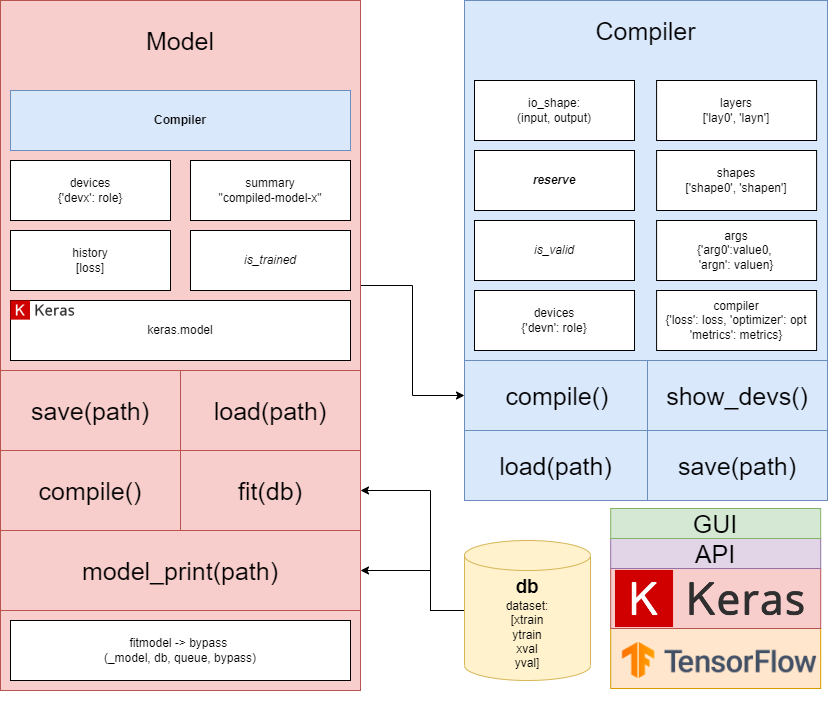 Model
Compiler
devices
{'devx': role}
summary
"compiled-model-x"
history
[loss]
is_trained
K Keras
keras.model
save(path)
load(path)
compile()
fit(db)
model_print(path)
fitmodel -> bypass
(_model, db, queue, bypass)
Compiler
io_shape:
(input, output)
layers
['lay0', 'layn']
reserve
shapes
['shape0', 'shapen']
is_valid
args
{'arg0':value0,
'argn': valuen}
devices
{'devn': role}
compiler
{'loss': loss, 'optimizer': opt
'metrics': metrics}
compile()
show_devs()
load(path)
save(path)
db
dataset:
[xtrain
ytrain
xval
yval]
GUI
API
K Keras
TensorFlow